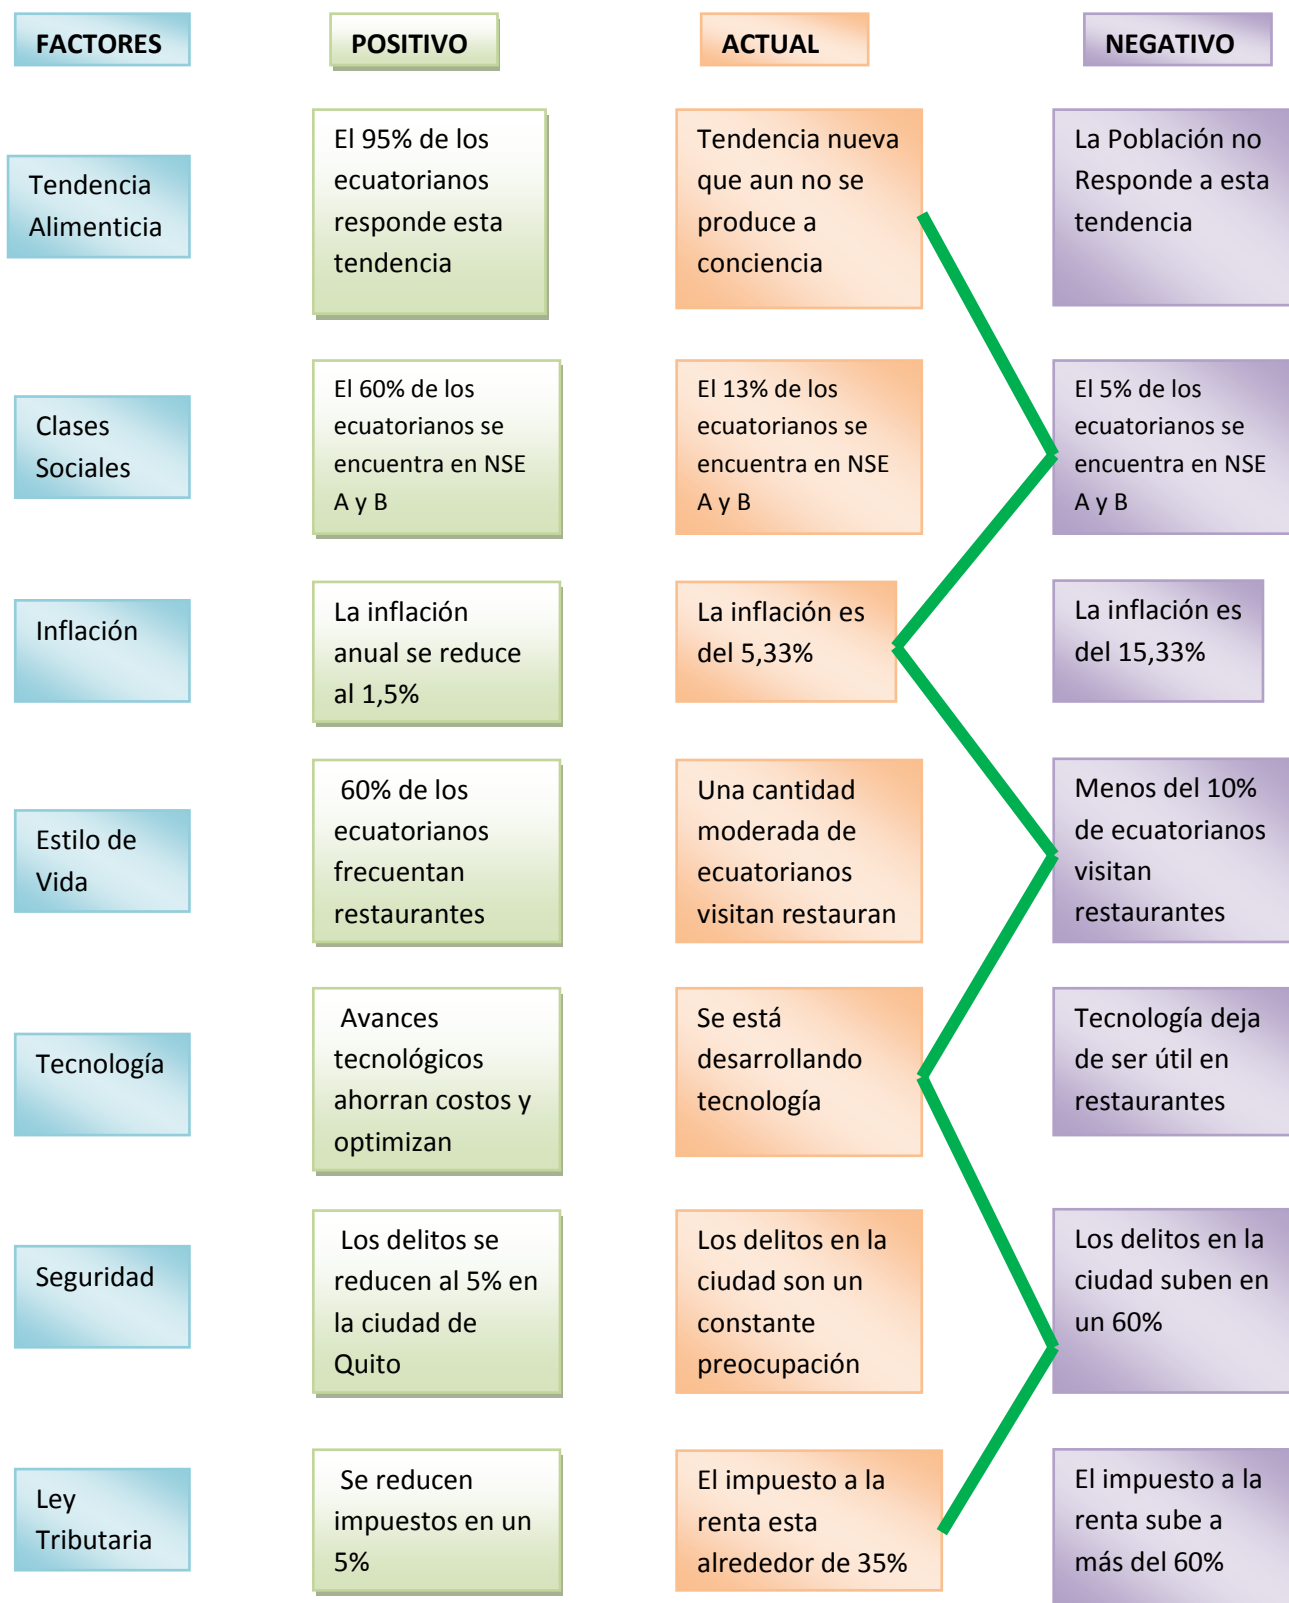 FACTORES
POSITIVO
ACTUAL
NEGATIVO
Tendencia
Alimenticia
El 95% de los
ecuatorianos
responde esta
tendencia
Tendencia nueva
que aun no se
produce a
conciencia
La Población no
Responde a esta
tendencia
Clases
Sociales
El 60% de los
ecuatorianos se
encuentra en NSE
A y B
El 13% de los
ecuatorianos se
encuentra en NSE
A y B
El 5% de los
ecuatorianos se
encuentra en NSE
A y B
Inflación
La inflación
anual se reduce
al 1,5%
La inflación es
del 5,33%
La inflación es
del 15,33%
Estilo de
Vida
60% de los
ecuatorianos
frecuentan
restaurantes
Una cantidad
moderada de
ecuatorianos
visitan restauran
Menos del 10%
de ecuatorianos
visitan
restaurantes
Tecnología
Avances
tecnológicos
ahorran costos y
optimizan
Se está
desarrollando
tecnología
Tecnología deja
de ser útil en
restaurantes
Seguridad
Los delitos se
reducen al 5% en
la ciudad de
Quito
Los delitos en la
ciudad son un
constante
preocupación
Los delitos en la
ciudad suben en
un 60%
Ley
Tributaria
Se reducen
impuestos en un
5%
El impuesto a la
renta esta
alrededor de 35%
El impuesto a la
renta sube a
más del 60%